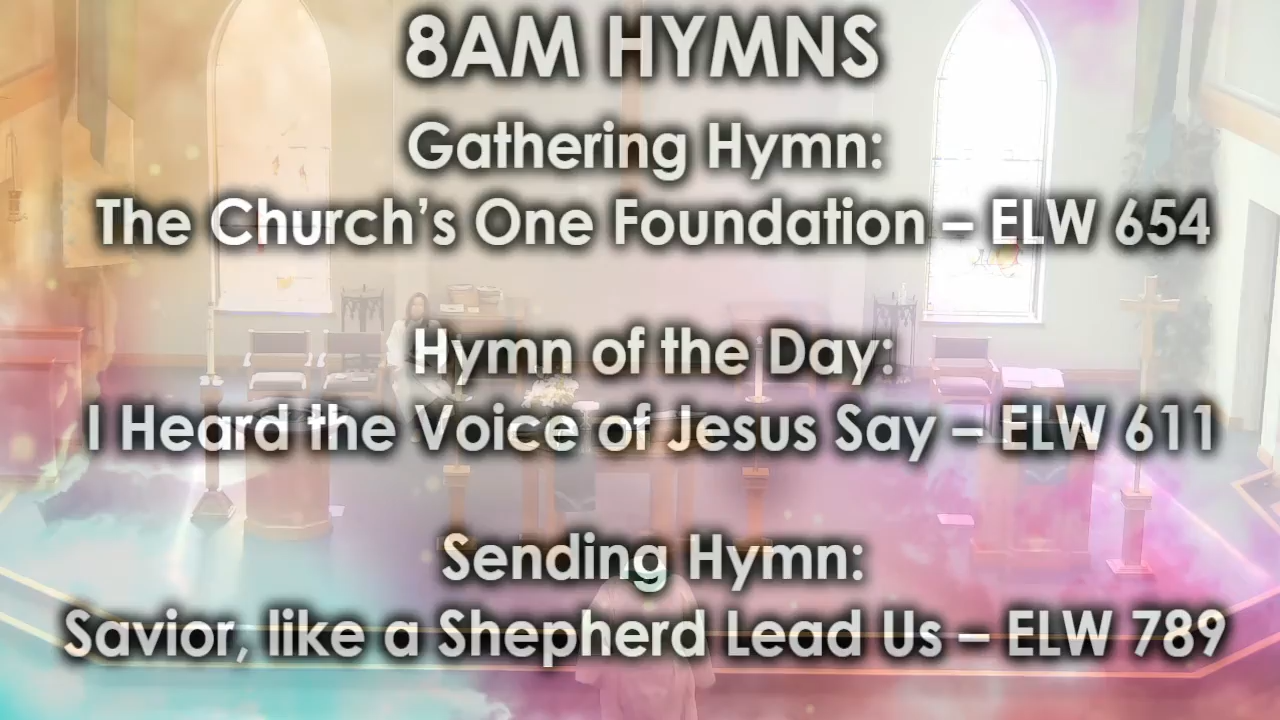 8AM HYMNS
Gathering Hymn:
The Church’s One Foundation – ELW 654
Hymn of the Day:
I Heard the Voice of Jesus Say – ELW 611
Sending Hymn:
Savior, like a Shepherd Lead Us – ELW 789